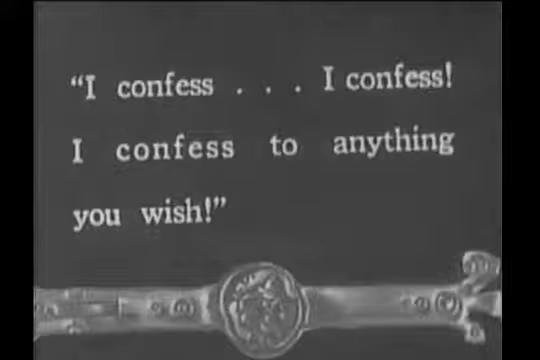 "I confess . . . I confess!
I confess to anything
you wish!"